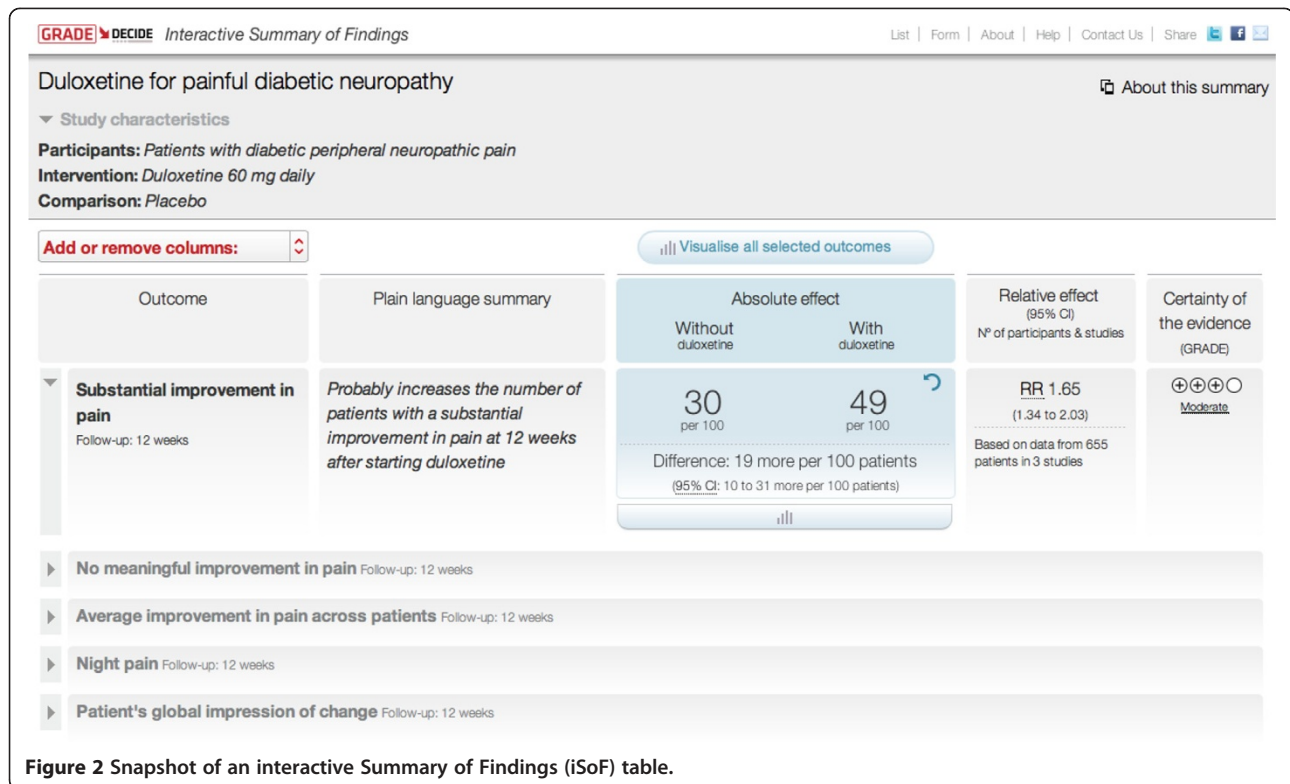 GRADE DECIDE Interactive Summary of Findings
List | Form | About | Help | Contact Us | Share
Duloxetine for painful diabetic neuropathy
About this summary
Study characteristics
Participants: Patients with diabetic peripheral neuropathic pain
Intervention: Duloxetine 60 mg daily
Comparison: Placebo
Add or remove columns:
Visualise all selected outcomes
Outcome
Plain language summary
Absolute effect
Without
duloxetine
With
duloxetine
Relative effect
(95% CI)
Nº of participants & studies
Certainty of
the evidence
(GRADE)
Substantial improvement in
pain
Follow-up: 12 weeks
Probably increases the number of
patients with a substantial
improvement in pain at 12 weeks
after starting duloxetine
30
per 100
49
per 100
Difference: 19 more per 100 patients
(95% CI: 10 to 31 more per 100 patients)
RR 1.65
(1.34 to 2.03)
Based on data from 655
patients in 3 studies
Moderate
No meaningful improvement in pain Follow-up: 12 weeks
Average improvement in pain across patients Follow-up: 12 weeks
Night pain Follow-up: 12 weeks
Patient's global impression of change Follow-up: 12 weeks
Figure 2 Snapshot of an interactive Summary of Findings (iSoF) table.